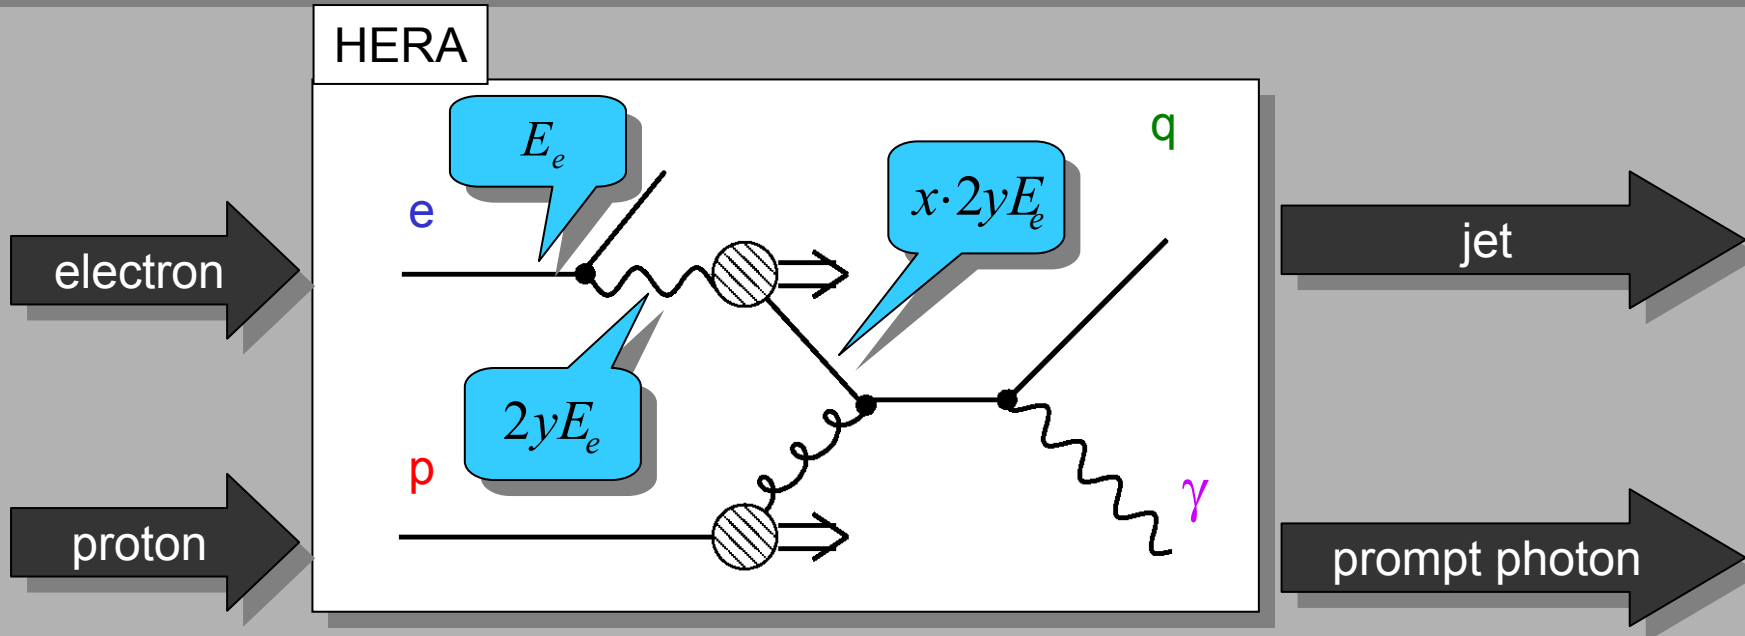 HERA
E_e
x·2yE_e
q
e
electron
jet
2yE_e
p
γ
proton
prompt photon